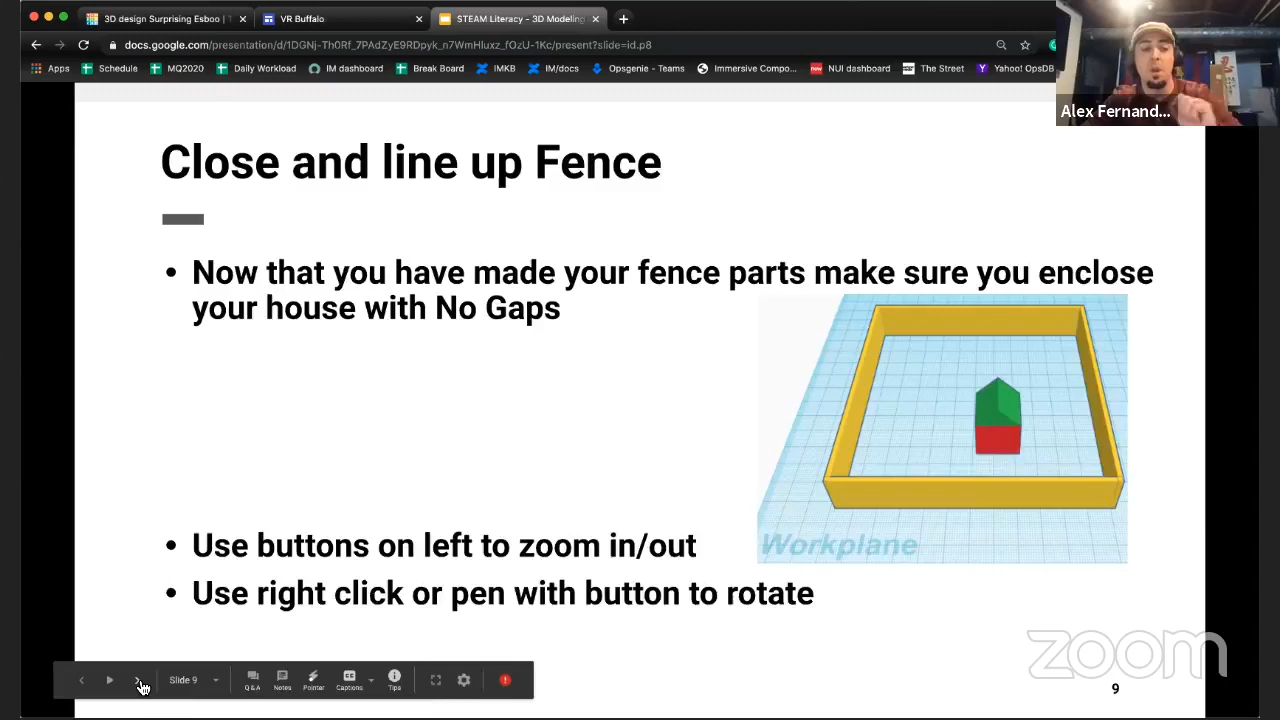 3D design Surprising Esboo | T
VR Buffalo
STEAM Literacy - 3D Modeling
docs.google.com/presentation/d/1DGNj-Th0Rf_7PAdZyE9RDpyk_n7WmHluxz_fOzU-1Kc/present?slide=id.p8
Apps Schedule MQ2020 Daily Workload IM dashboard Break Board IMKB IM/docs Opsgenie - Teams Immersive Compo... NUI dashboard The Street Yahoo! OpsDB
Alex Fernand...
Close and line up Fence
• Now that you have made your fence parts make sure you enclose
your house with No Gaps
Workplane
• Use buttons on left to zoom in/out
• Use right click or pen with button to rotate
zoom
Slide 9 Q&A Notes Pointer Captions Tips
9